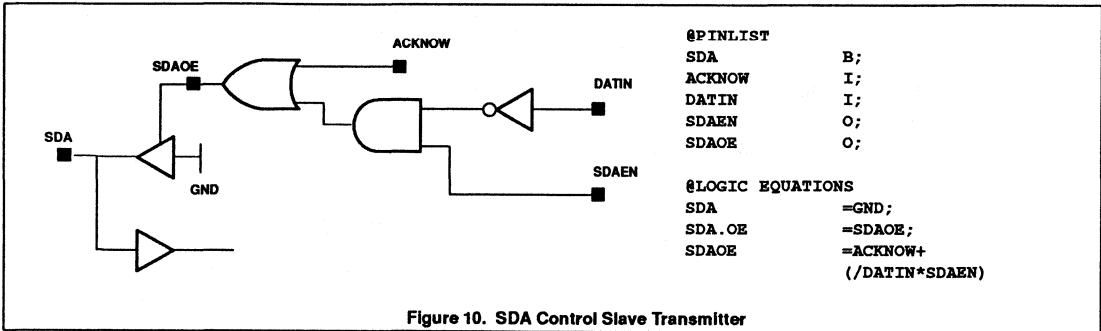 ACKNOW
SDAOE
DATIN
SDA
GND
SDAEN
@PINLIST
SDA B;
ACKNOW I;
DATIN I;
SDAEN O;
SDAOE O;
@LOGIC EQUATIONS
SDA =GND;
SDA.OE =SDAOE;
SDAOE =ACKNOW+
(/DATIN*SDAEN)
Figure 10. SDA Control Slave Transmitter